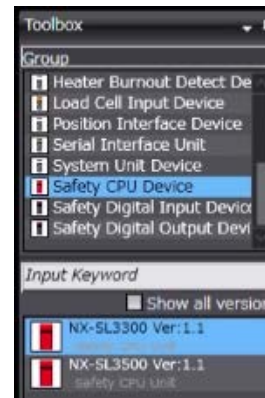 Toolbox
Group
Heater Burnout Detect De
Load Cell Input Device
Position Interface Device
Serial Interface Unit
System Unit Device
Safety CPU Device
Safety Digital Input Device
Safety Digital Output Devi
Input Keyword
Show all version
NX-SL3300 Ver:1.1
NX-SL3500 Ver:1.1
Safety CPU Unit